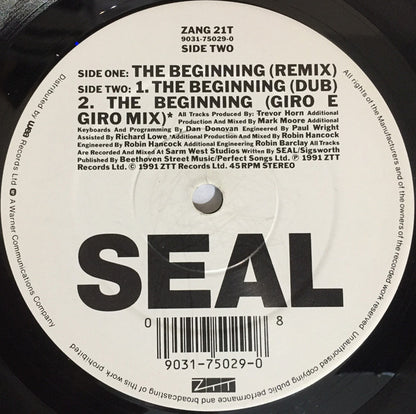 ZANG 21T
9031-75029-0
SIDE TWO
SIDE ONE: THE BEGINNING (REMIX)
SIDE TWO: 1. THE BEGINNING (DUB)
2. THE BEGINNING (GIRO E
GIRO MIX)* All Tracks Produced By: Trevor Horn Additional
Production And Mixed By Mark Moore Additional
Keyboards And Programming By Dan Donovan Engineered By Paul Wright
Assisted By Richard Lowe *Additional Production And Mixed By Robin Hancock
Engineered By Robin Hancock Additional Engineering Robin Barclay All Tracks
Are Recorded And Mixed At Sarm West Studios Written By SEAL/Sigsworth
Published By Beethoven Street Music/Perfect Songs Ltd. ℗ 1991 ZTT
Records Ltd. © 1991 ZTT Records Ltd. 45 RPM STEREO
SEAL
0 8
9031-75029-0
ZTT
Distributed by wea Records Ltd. A Warner Communications Company
All rights of the Manufacturers and of the owners of the recorded work reserved
Unauthorised copying public performance and broadcasting of this work prohibited